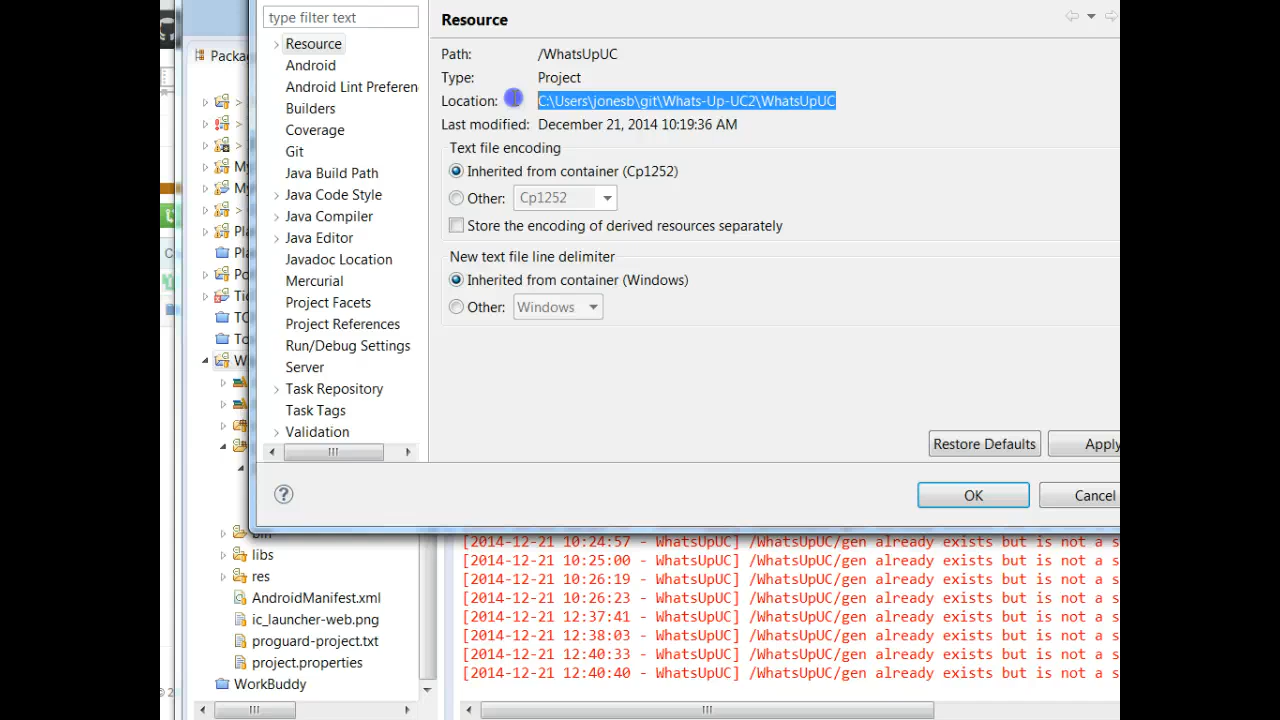 type filter text
Resource
Android
Android Lint Preferen
Builders
Coverage
Git
Java Build Path
Java Code Style
Java Compiler
Java Editor
Javadoc Location
Mercurial
Project Facets
Project References
Run/Debug Settings
Server
Task Repository
Task Tags
Validation
Resource
Path: /WhatsUpUC
Type: Project
Location: C:\Users\jonesb\git\Whats-Up-UC2\WhatsUpUC
Last modified: December 21, 2014 10:19:36 AM
Text file encoding
Inherited from container (Cp1252)
Other: Cp1252
Store the encoding of derived resources separately
New text file line delimiter
Inherited from container (Windows)
Other: Windows
Restore Defaults Apply
OK Cancel
Packa
My
My
Pla
Pla
Po
Tic
TC
To
W
bin
libs
res
AndroidManifest.xml
ic_launcher-web.png
proguard-project.txt
project.properties
WorkBuddy
[2014-12-21 10:24:57 - WhatsUpUC] /WhatsUpUC/gen already exists but is not a s
[2014-12-21 10:25:00 - WhatsUpUC] /WhatsUpUC/gen already exists but is not a s
[2014-12-21 10:26:19 - WhatsUpUC] /WhatsUpUC/gen already exists but is not a s
[2014-12-21 10:26:23 - WhatsUpUC] /WhatsUpUC/gen already exists but is not a s
[2014-12-21 12:37:41 - WhatsUpUC] /WhatsUpUC/gen already exists but is not a s
[2014-12-21 12:38:03 - WhatsUpUC] /WhatsUpUC/gen already exists but is not a s
[2014-12-21 12:40:33 - WhatsUpUC] /WhatsUpUC/gen already exists but is not a s
[2014-12-21 12:40:40 - WhatsUpUC] /WhatsUpUC/gen already exists but is not a s